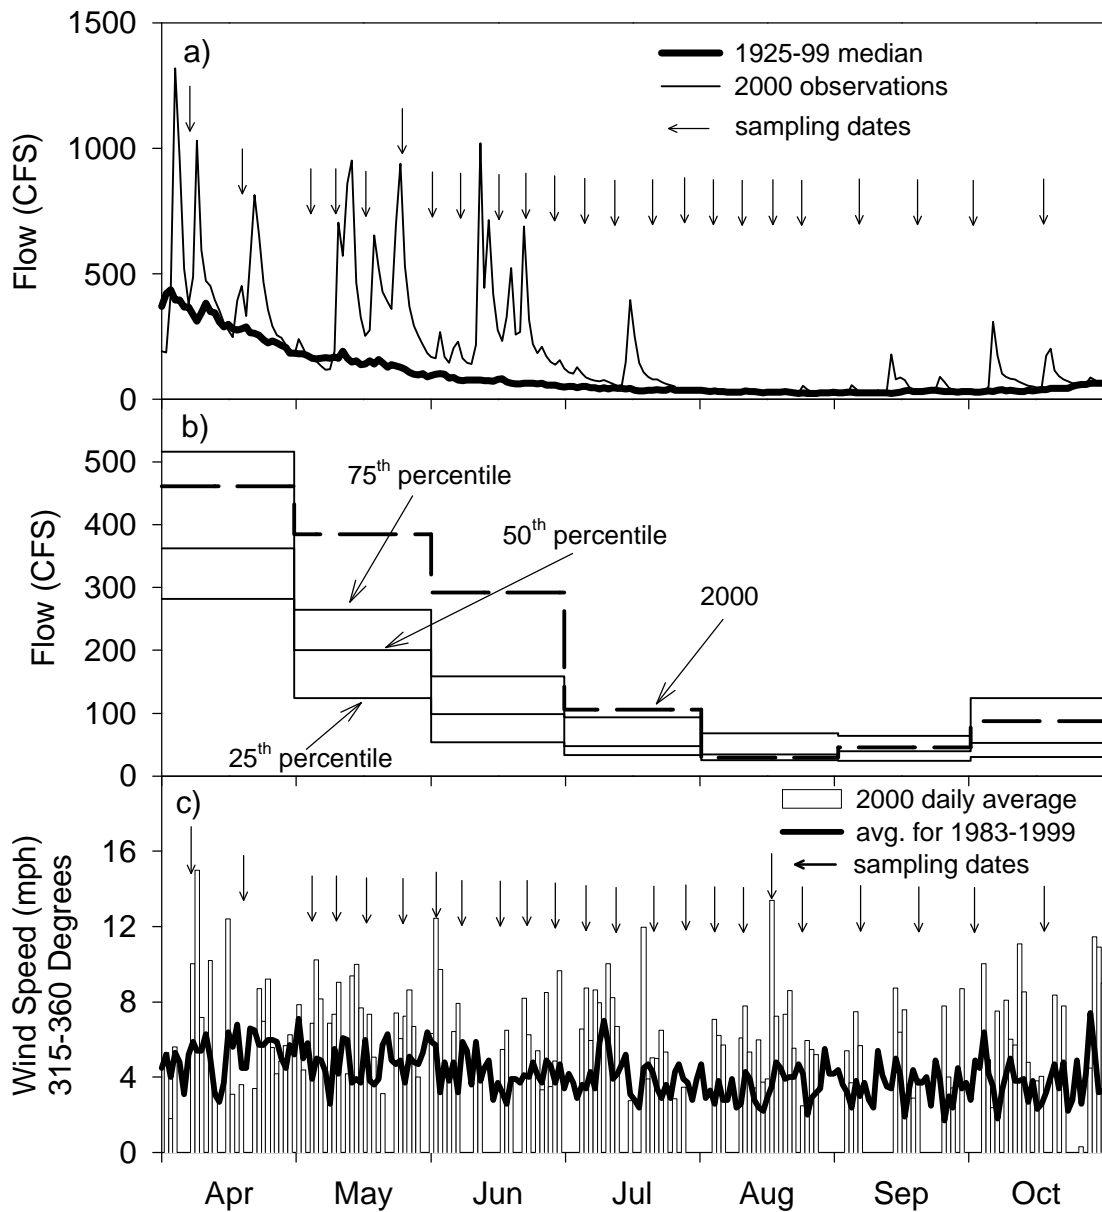 1500
a)
1925-99 median
2000 observations
sampling dates
1000
500
0
Flow (CFS)
b)
500
400
300
200
100
0
Flow (CFS)
75th percentile
50th percentile
2000
25th percentile
c)
2000 daily average
avg. for 1983-1999
sampling dates
16
12
8
4
0
Wind Speed (mph)
315-360 Degrees
Apr May Jun Jul Aug Sep Oct